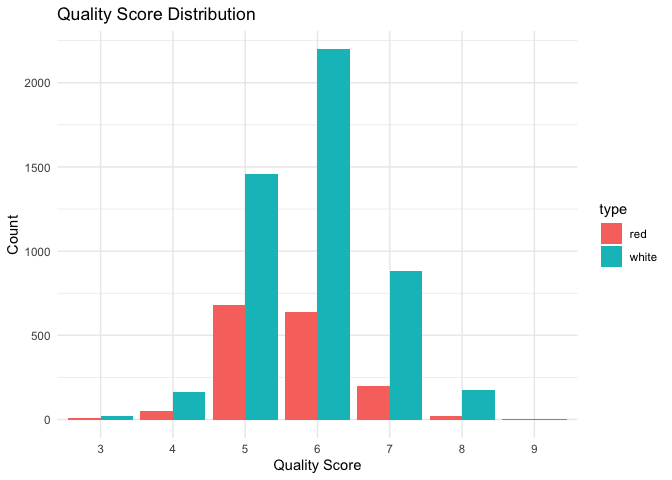 Quality Score Distribution
2000
1500
1000
500
0
Count
3 4 5 6 7 8 9
Quality Score
type
red
white